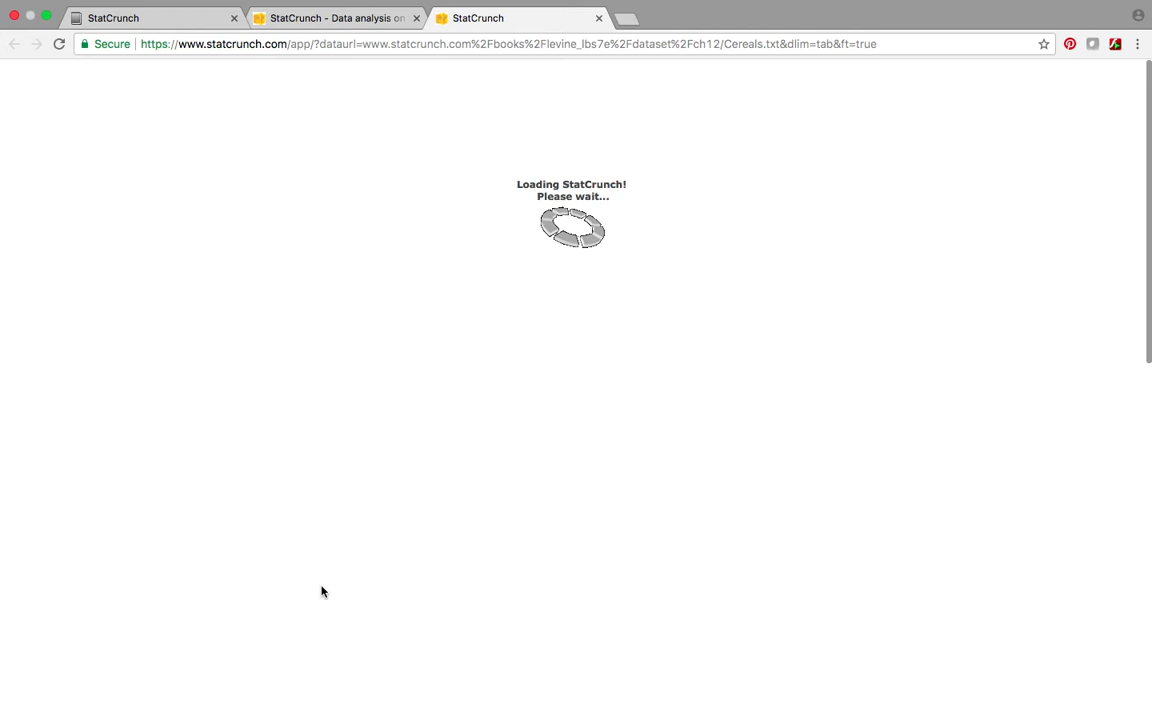 StatCrunch
StatCrunch - Data analysis on
StatCrunch
Secure
https://www.statcrunch.com/app/?dataurl=www.statcrunch.com%2Fbooks%2Flevine_lbs7e%2Fdataset%2Fch12/Cereals.txt&dlim=tab&ft=true
Loading StatCrunch!
Please wait...